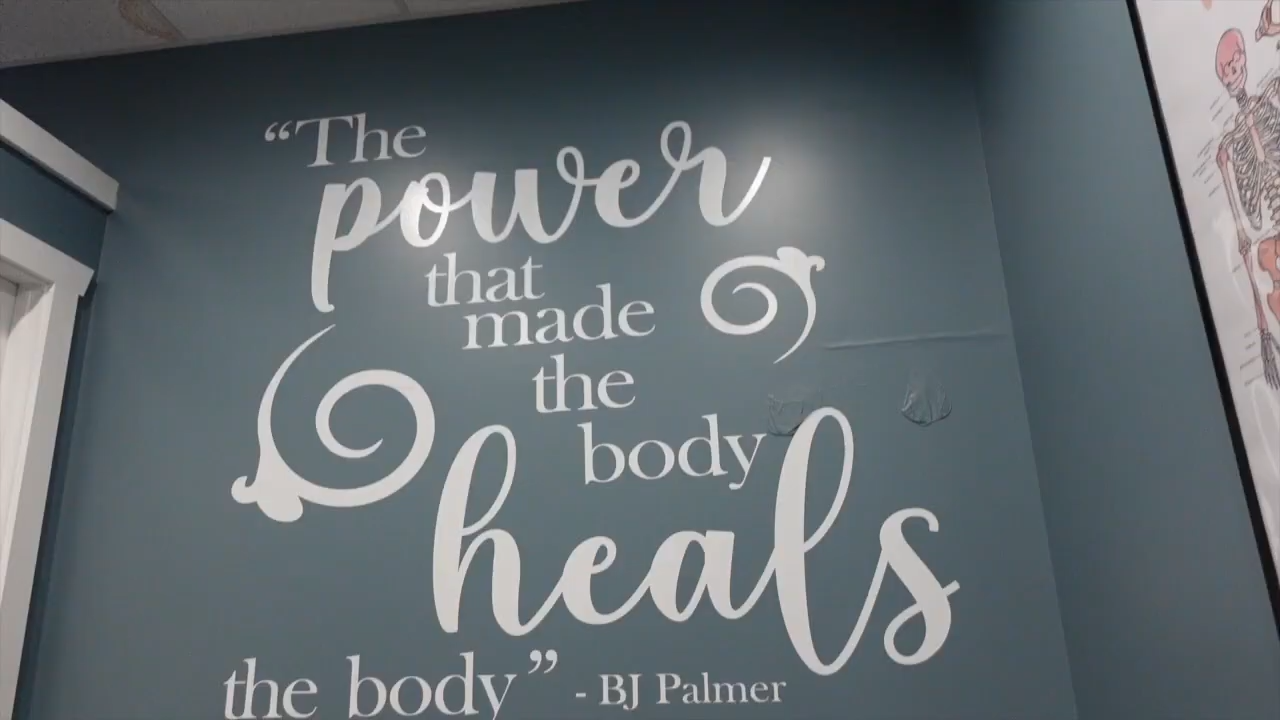 “The
power
that
made
the
body
heals
the body” - BJ Palmer